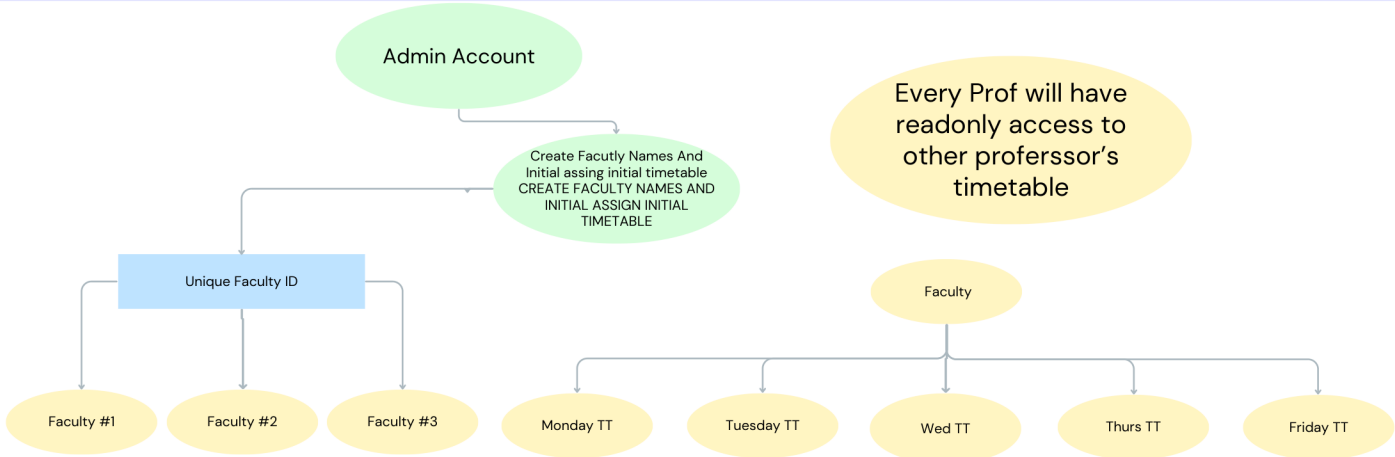 Admin Account
Every Prof will have
readonly access to
other proferssor's
timetable
Create Facutly Names And
Initial assing initial timetable
CREATE FACULTY NAMES AND
INITIAL ASSIGN INITIAL
TIMETABLE
Unique Faculty ID
Faculty
Faculty #1
Faculty #2
Faculty #3
Monday TT
Tuesday TT
Wed TT
Thurs TT
Friday TT